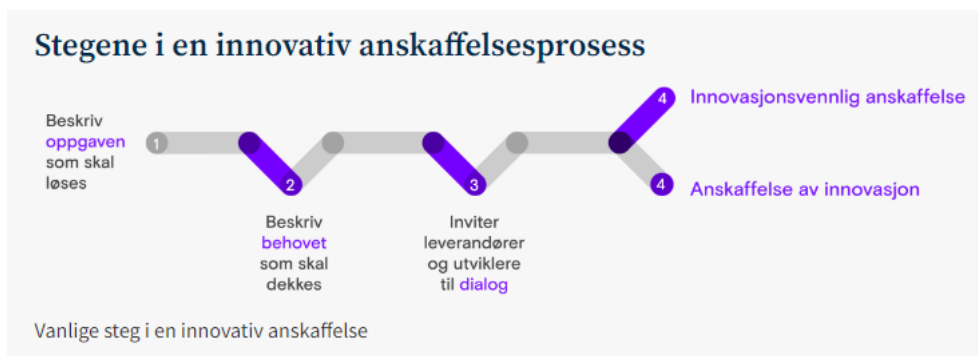 Stegene i en innovativ anskaffelsesprosess
Beskriv
oppgaven
som skal
løses
1
2
Beskriv
behovet
som skal
dekkes
3
Inviter
leverandører
og utviklere
til dialog
4
Innovasjonsvennlig anskaffelse
4
Anskaffelse av innovasjon
Vanlige steg i en innovativ anskaffelse